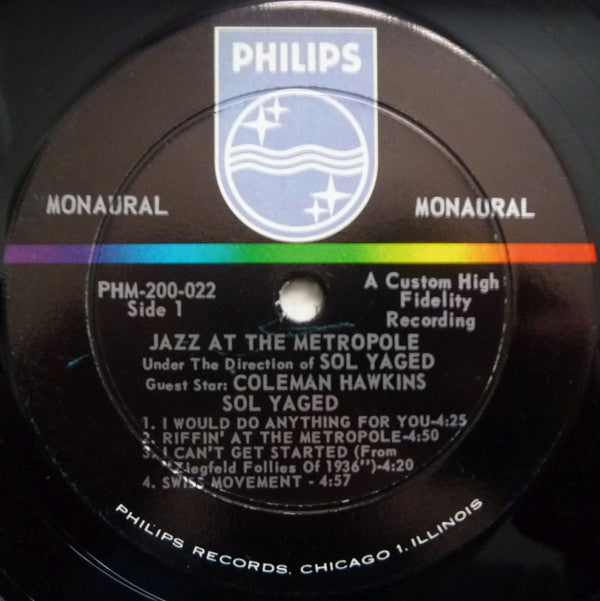 PHILIPS
MONAURAL
MONAURAL
PHM-200-022
Side 1
A Custom High
Fidelity
Recording
JAZZ AT THE METROPOLE
Under The Direction of SOL YAGED
Guest Star: COLEMAN HAWKINS
SOL YAGED
1. I WOULD DO ANYTHING FOR YOU-4:25
2. RIFFIN' AT THE METROPOLE-4:50
3. I CAN'T GET STARTED (From
"Ziegfeld Follies Of 1936")-4:20
4. SWISS MOVEMENT - 4:57
PHILIPS RECORDS. CHICAGO 1, ILLINOIS